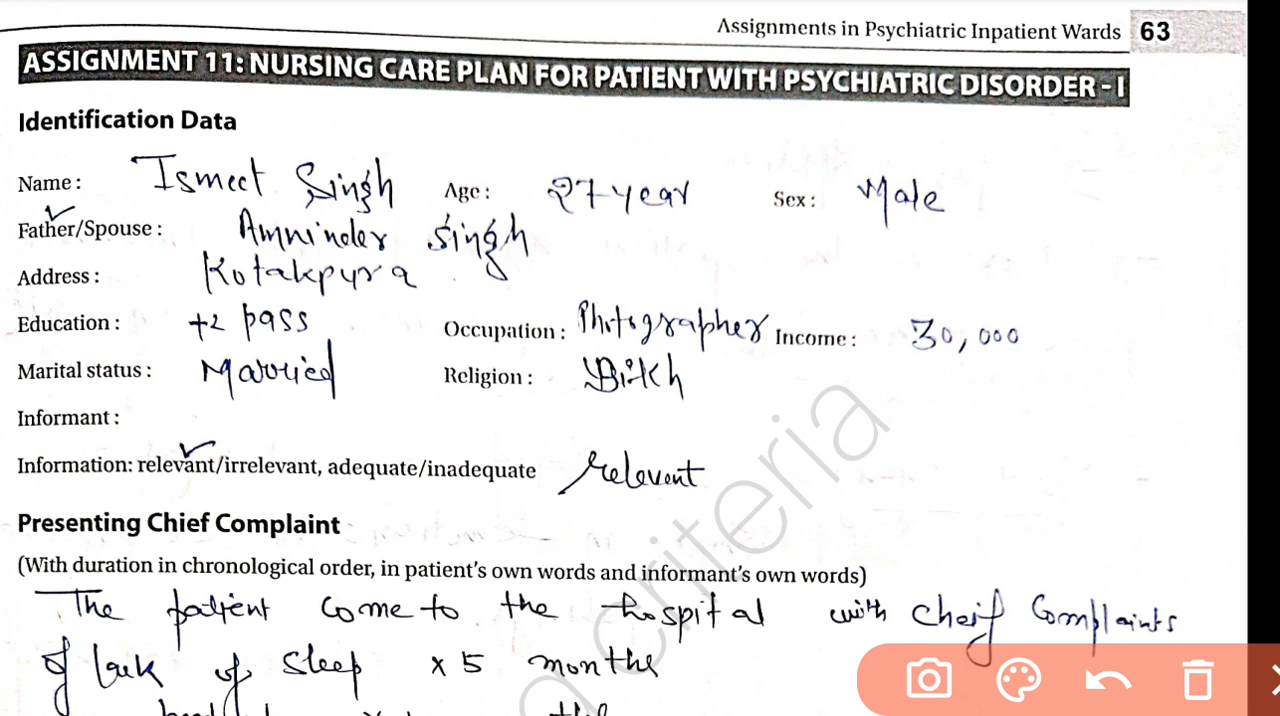 Assignments in Psychiatric Inpatient Wards 63
ASSIGNMENT 11: NURSING CARE PLAN FOR PATIENT WITH PSYCHIATRIC DISORDER - I
Identification Data
Name : Ismeet Singh Age : 27 year Sex : Male
Father/Spouse : Amninder Singh
Address : Kotakpura
Education : +2 pass Occupation : Photographer Income : 30,000
Marital status : Married Religion : Sikh
Informant :
Information: relevant/irrelevant, adequate/inadequate relevent
Presenting Chief Complaint
(With duration in chronological order, in patient's own words and informant's own words)
The patient come to the hospital with cheif complaints
of lack of sleep x 5 months
a criteria